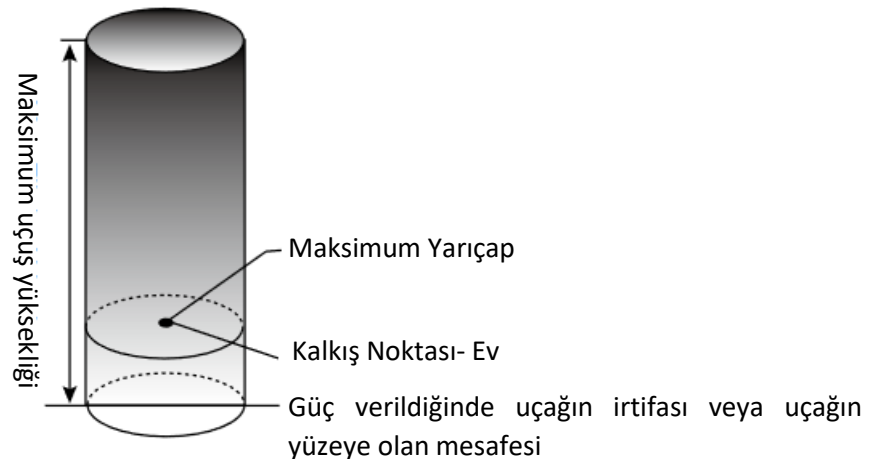 Maksimum uçuş yüksekliği
Maksimum Yarıçap
Kalkış Noktası- Ev
Güç verildiğinde uçağın irtifası veya uçağın
yüzeye olan mesafesi